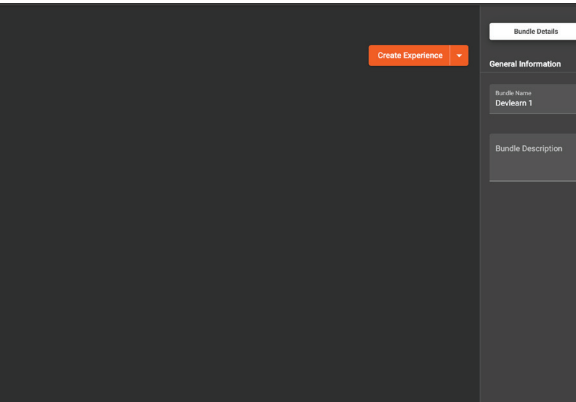 Bundle Details
Create Experience
General Information
Bundle Name
Devlearn 1
Bundle Description